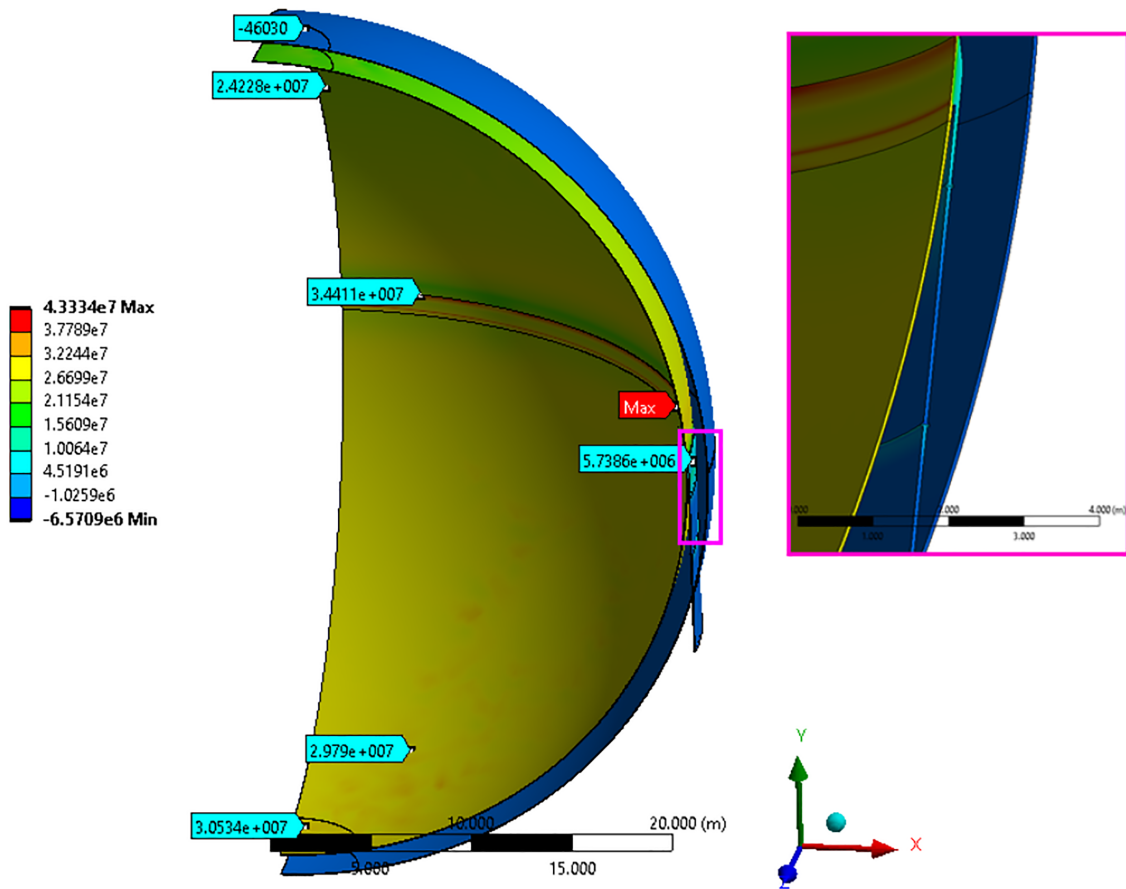 -46030
2.4228e+007
3.4411e+007
4.3334e7 Max
3.7789e7
3.2244e7
2.6699e7
2.1154e7
1.5609e7
1.0064e7
4.5191e6
-1.0259e6
-6.5709e6 Min
Max
5.7386e+006
2.979e+007
3.0534e+007
10.000
20.000 (m)
5.000
15.000
4.000 (m)
1.000
3.000
Y
X
Z